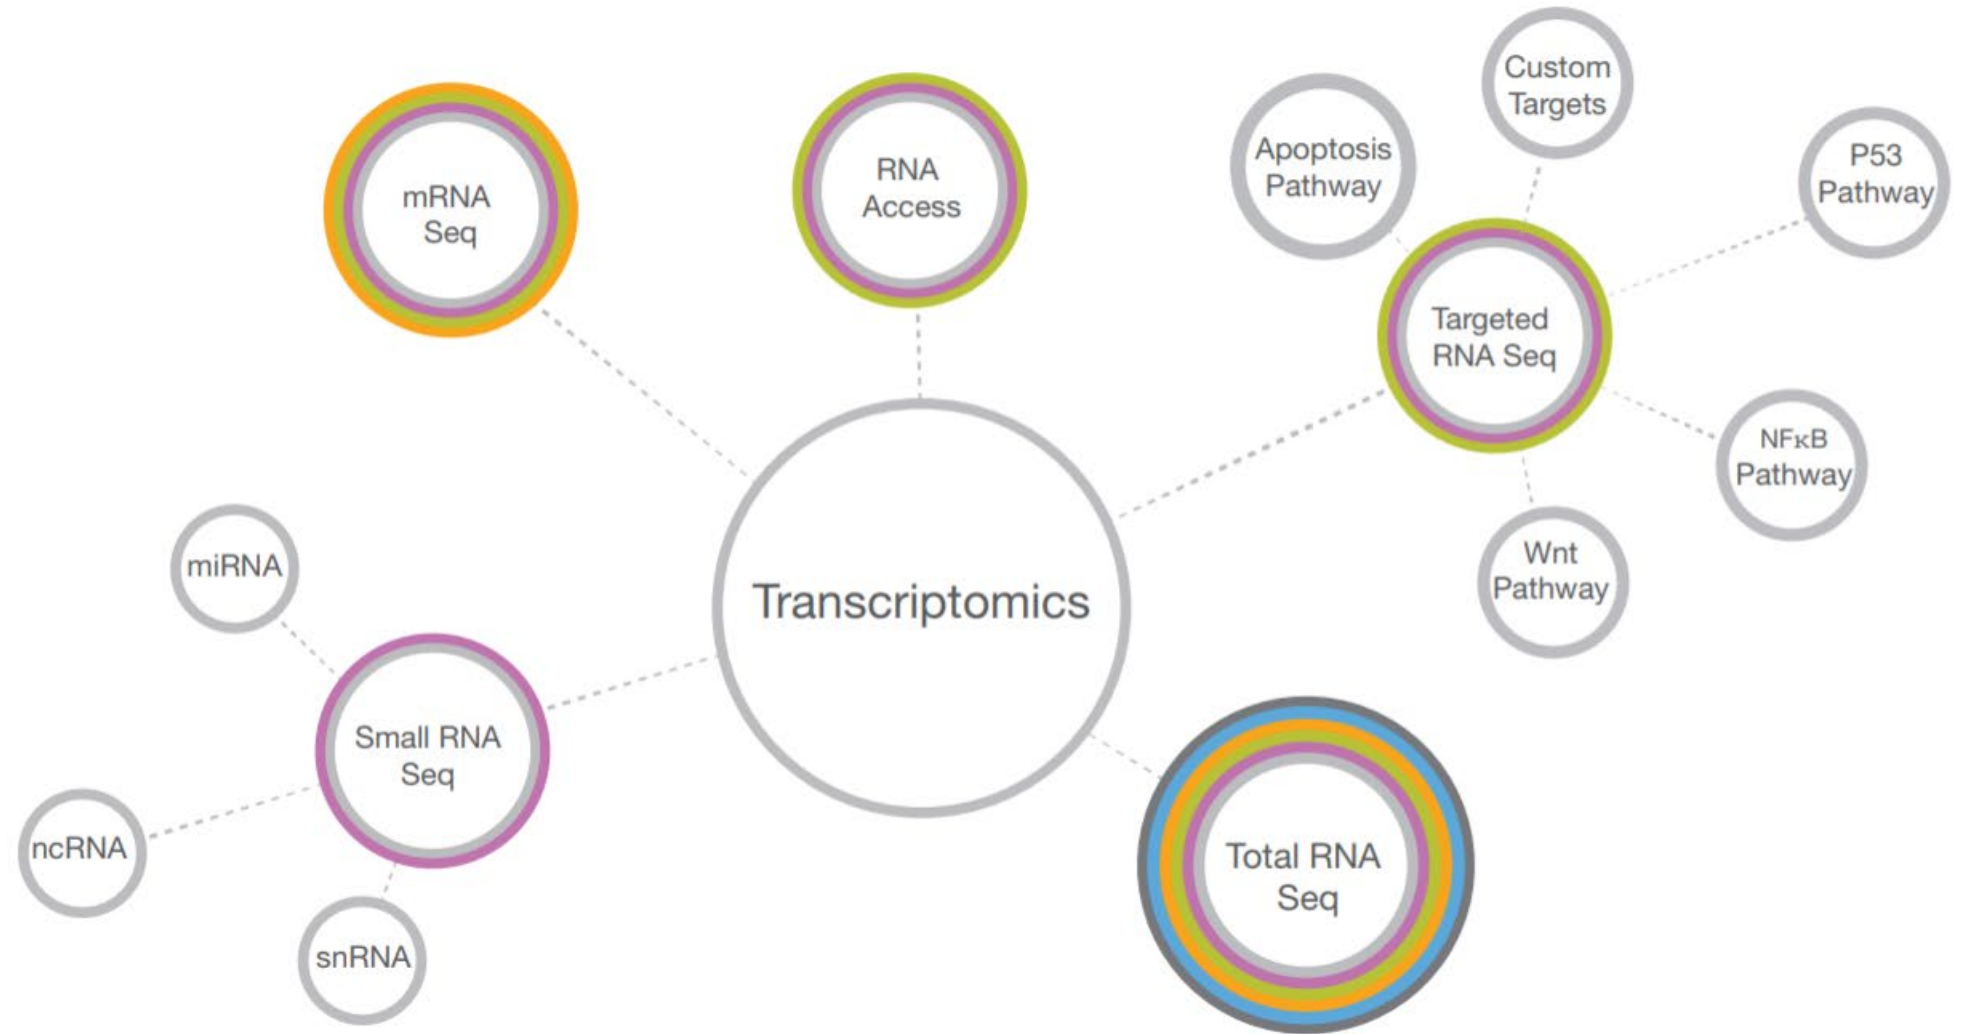 Custom
Targets
Apoptosis
Pathway
P53
Pathway
mRNA
Seq
RNA
Access
Targeted
RNA Seq
NFκB
Pathway
Wnt
Pathway
miRNA
Transcriptomics
Small RNA
Seq
ncRNA
Total RNA
Seq
snRNA